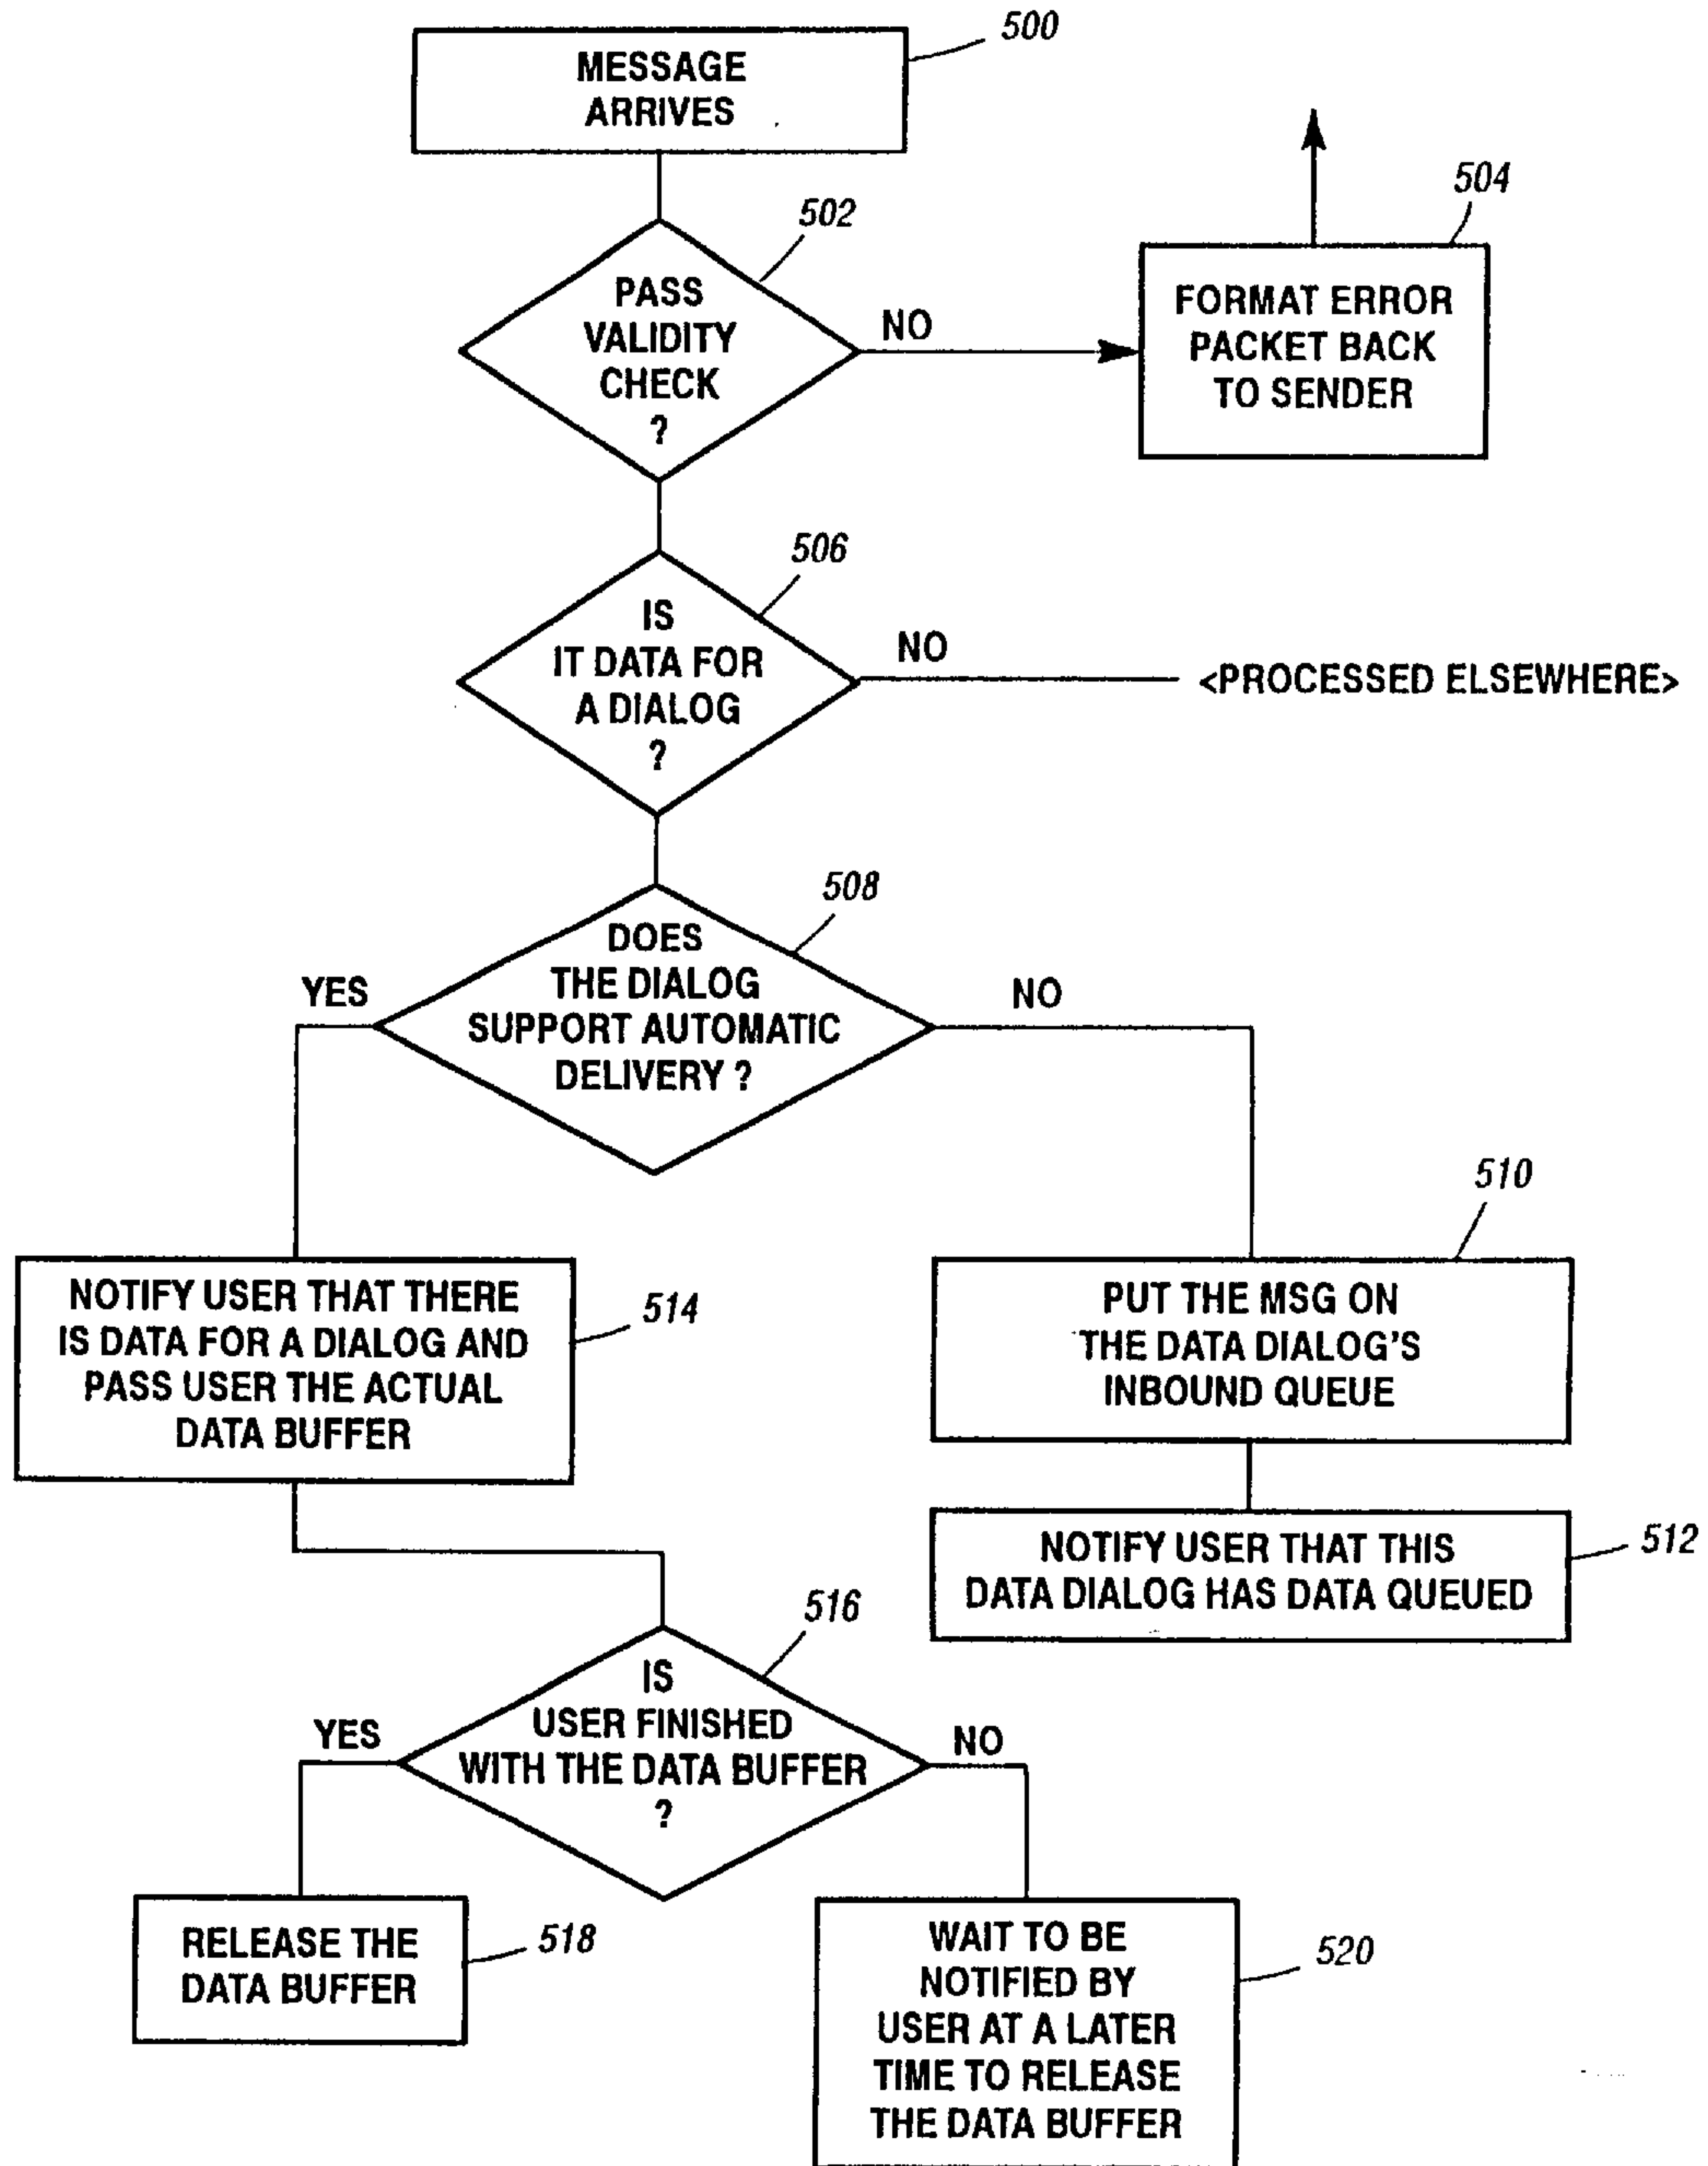 500
MESSAGE
ARRIVES
504
502
PASS
VALIDITY
CHECK
?
NO
FORMAT ERROR
PACKET BACK
TO SENDER
506
IS
IT DATA FOR
A DIALOG
?
NO
<PROCESSED ELSEWHERE>
508
DOES
THE DIALOG
SUPPORT AUTOMATIC
DELIVERY ?
YES
NO
510
NOTIFY USER THAT THERE
IS DATA FOR A DIALOG AND
PASS USER THE ACTUAL
DATA BUFFER
514
PUT THE MSG ON
THE DATA DIALOG'S
INBOUND QUEUE
NOTIFY USER THAT THIS
DATA DIALOG HAS DATA QUEUED
512
516
IS
USER FINISHED
WITH THE DATA BUFFER
?
YES
NO
RELEASE THE
DATA BUFFER
518
WAIT TO BE
NOTIFIED BY
USER AT A LATER
TIME TO RELEASE
THE DATA BUFFER
520